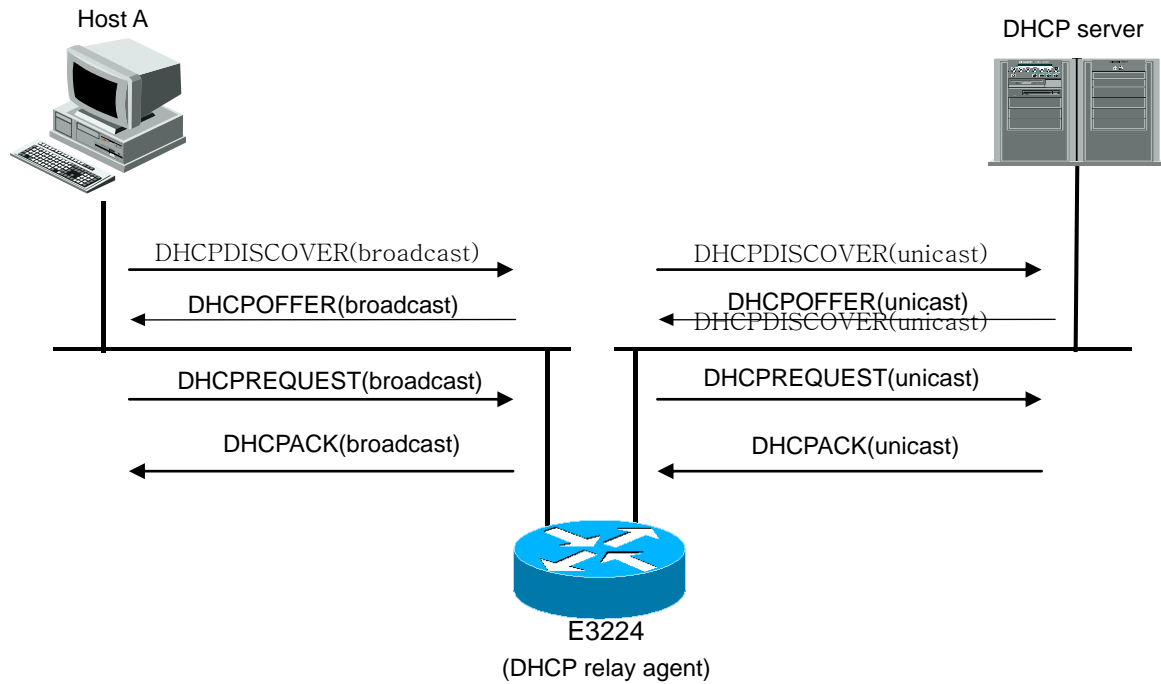 Host A
DHCP server
DHCPDISCOVER(broadcast)
DHCPDISCOVER(unicast)
DHCPOFFER(broadcast)
DHCPOFFER(unicast)
DHCPDISCOVER(unicast)
DHCPREQUEST(broadcast)
DHCPREQUEST(unicast)
DHCPACK(broadcast)
DHCPACK(unicast)
E3224
(DHCP relay agent)